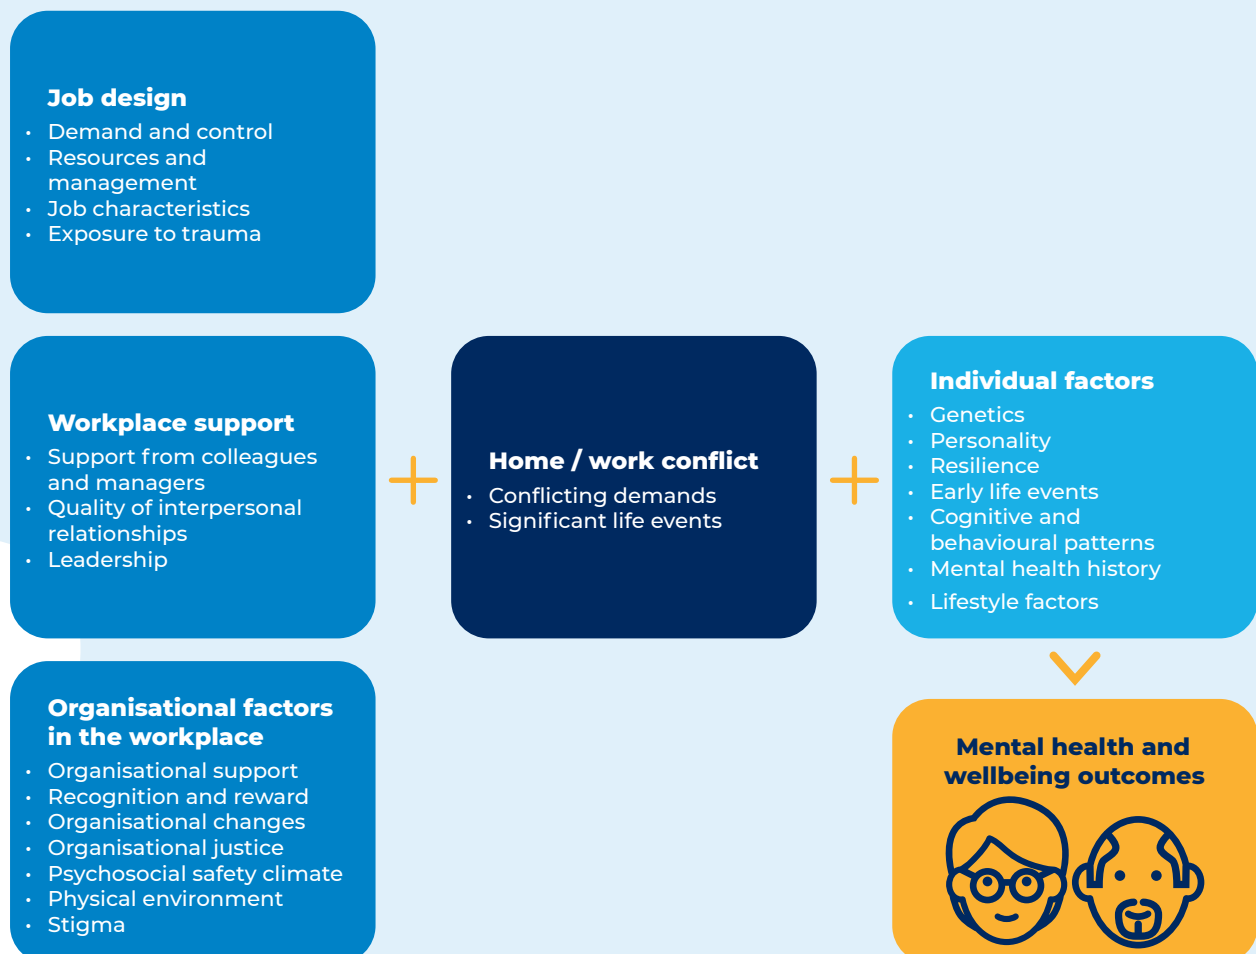 Job design
• Demand and control
• Resources and
management
• Job characteristics
• Exposure to trauma
Workplace support
• Support from colleagues
and managers
• Quality of interpersonal
relationships
• Leadership
Organisational factors
in the workplace
• Organisational support
• Recognition and reward
• Organisational changes
• Organisational justice
• Psychosocial safety climate
• Physical environment
• Stigma
Home / work conflict
• Conflicting demands
• Significant life events
Individual factors
• Genetics
• Personality
• Resilience
• Early life events
• Cognitive and
behavioural patterns
• Mental health history
• Lifestyle factors
Mental health and
wellbeing outcomes